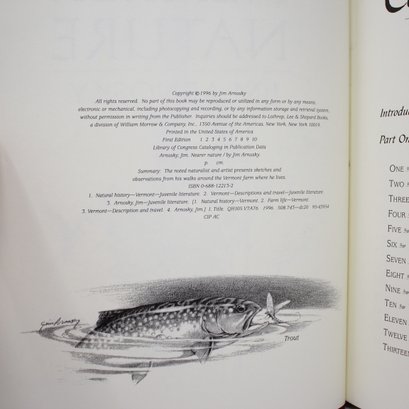 Copyright © 1996 by Jim Arnosky
All rights reserved. No part of this book may be reproduced or utilized in any form or by any means,
electronic or mechanical, including photocopying and recording, or by any information storage and retrieval system,
without permission in writing from the Publisher. Inquiries should be addressed to Lothrop, Lee & Shepard Books,
a division of William Morrow & Company, Inc., 1350 Avenue of the Americas, New York, New York 10019.
Printed in the United States of America
First Edition 1 2 3 4 5 6 7 8 9 10
Library of Congress Cataloging in Publication Data
Arnosky, Jim. Nearer nature / by Jim Arnosky
p. cm.
Summary: The noted naturalist and artist presents sketches and
observations from his walks around the Vermont farm where he lives.
ISBN 0-688-12213-1
1. Natural history—Vermont—Juvenile literature. 2. Vermont—Descriptions and travel—Juvenile literature
3. Arnosky, Jim—Juvenile literature. [1. Natural history—Vermont. 2. Farm life—Vermont
3. Vermont—Description and travel. 4. Arnosky, Jim.] I. Title. QH105.V7A76 1996 508.743—dc20
CIP AC
Jim Arnosky
Trout
Introdu
Part On
ONE
TWO
THREE
FOUR
FIVE
SIX
SEVEN
EIGHT
NINE
TEN
ELEVEN
TWELVE
THIRTEEN